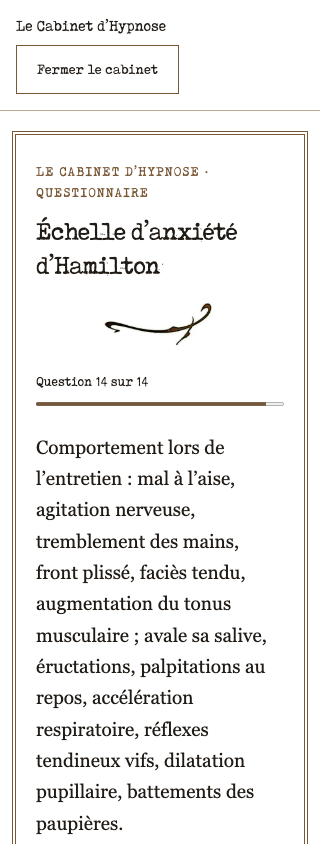 Le Cabinet d’Hypnose
Fermer le cabinet
LE CABINET D’HYPNOSE ·
QUESTIONNAIRE
Échelle d’anxiété
d’Hamilton
Question 14 sur 14
Comportement lors de
l’entretien : mal à l’aise,
agitation nerveuse,
tremblement des mains,
front plissé, faciès tendu,
augmentation du tonus
musculaire ; avale sa salive,
éructations, palpitations au
repos, accélération
respiratoire, réflexes
tendineux vifs, dilatation
pupillaire, battements des
paupières.